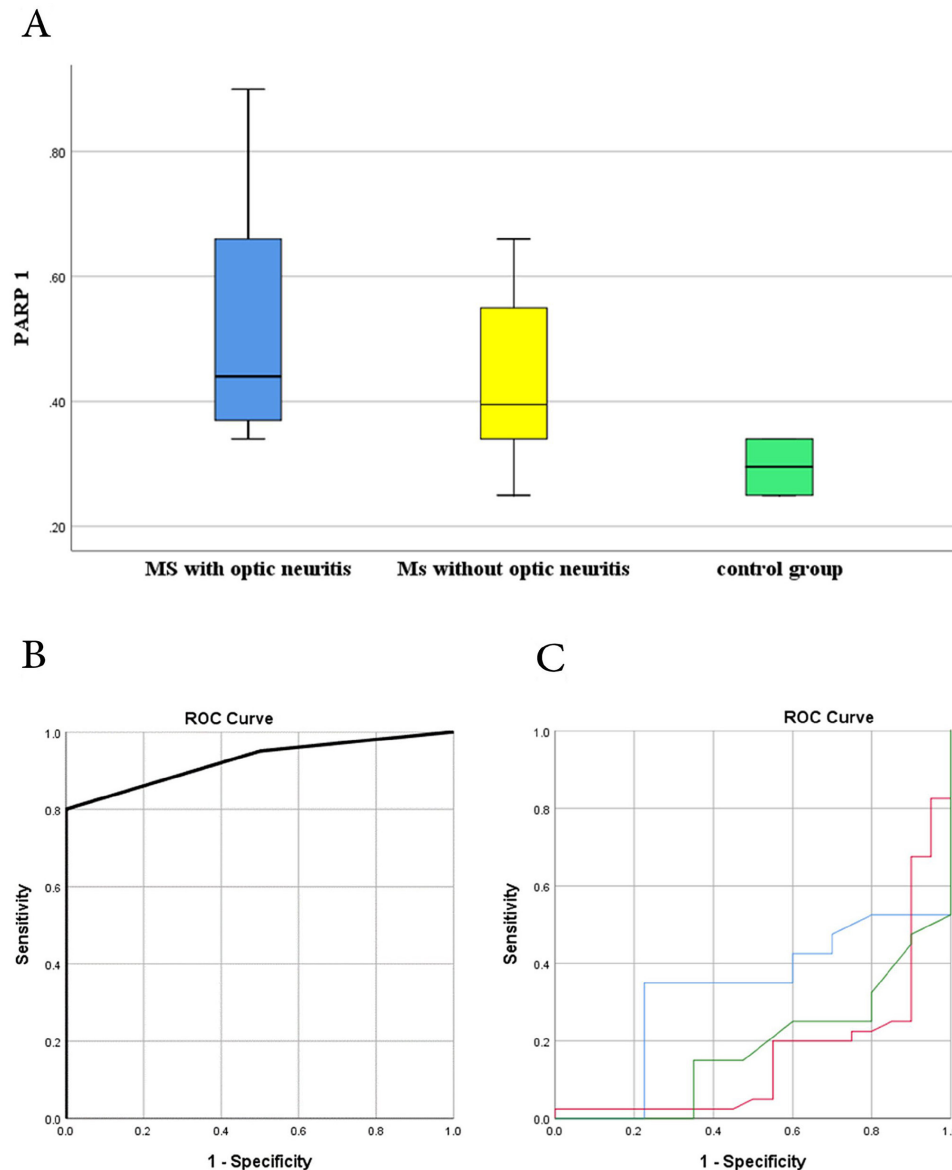 A
.80
.60
.40
.20
PARP 1
MS with optic neuritis
Ms without optic neuritis
control group
B
ROC Curve
1.0
0.8
0.6
0.4
0.2
0.0
Sensitivity
0.0 0.2 0.4 0.6 0.8 1.0
1 - Specificity
C
ROC Curve
1.0
0.8
0.6
0.4
0.2
0.0
Sensitivity
0.0 0.2 0.4 0.6 0.8 1.
1 - Specificity